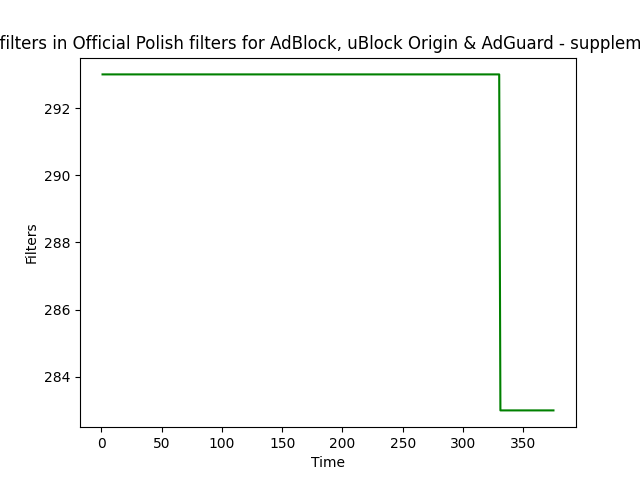 filters in Official Polish filters for AdBlock, uBlock Origin & AdGuard - supplem
292
290
288
286
284
Filters
0 50 100 150 200 250 300 350
Time